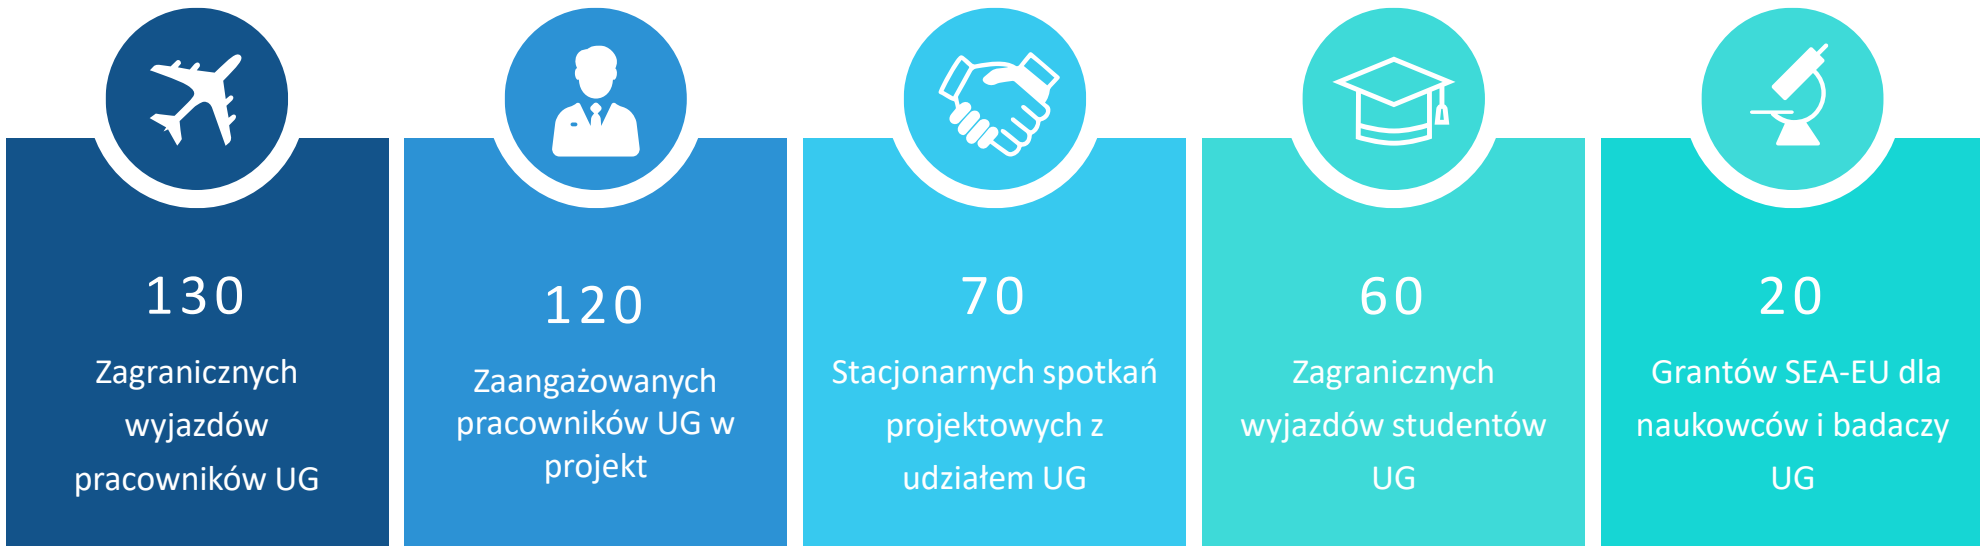 130
Zagranicznych
wyjazdów
pracowników UG
120
Zaangażowanych
pracowników UG w
projekt
70
Stacjonarnych spotkań
projektowych z
udziałem UG
60
Zagranicznych
wyjazdów studentów
UG
20
Grantów SEA-EU dla
naukowców i badaczy
UG